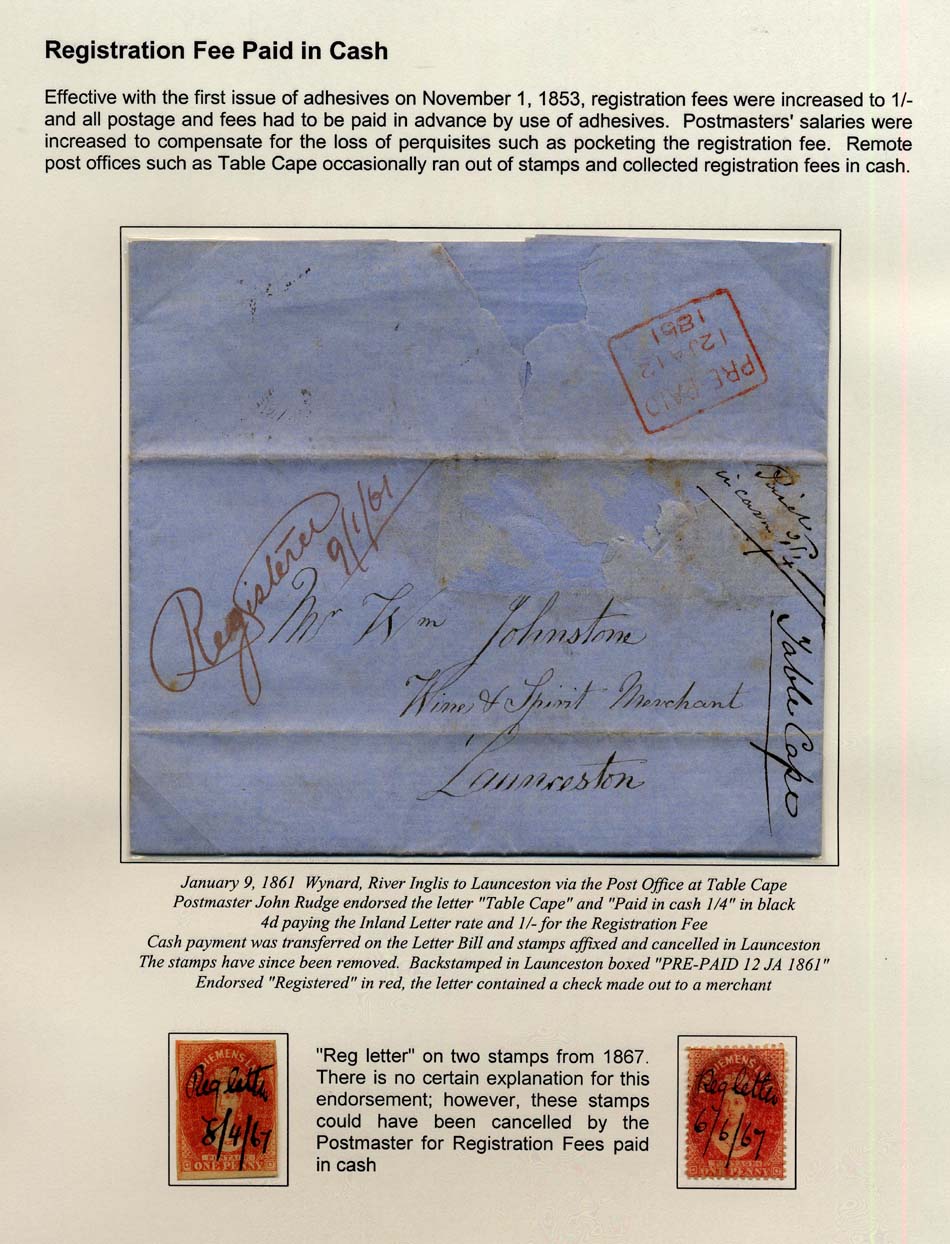 Registration Fee Paid in Cash
Effective with the first issue of adhesives on November 1, 1853, registration fees were increased to 1/-
and all postage and fees had to be paid in advance by use of adhesives. Postmasters' salaries were
increased to compensate for the loss of perquisites such as pocketing the registration fee. Remote
post offices such as Table Cape occasionally ran out of stamps and collected registration fees in cash.
PRE-PAID
12 JA 12
1851
1
Paid 1/4
in cash
Table Cape
Registered
9/1/61
Mr Wm Johnstone
Wine & Spirit Merchant
Launceston
January 9, 1861 Wynard, River Inglis to Launceston via the Post Office at Table Cape
Postmaster John Rudge endorsed the letter "Table Cape" and "Paid in cash 1/4" in black
4d paying the Inland Letter rate and 1/- for the Registration Fee
Cash payment was transferred on the Letter Bill and stamps affixed and cancelled in Launceston
The stamps have since been removed. Backstamped in Launceston boxed "PRE-PAID 12 JA 1861"
Endorsed "Registered" in red, the letter contained a check made out to a merchant
DIEMENS
Reg letter
8/4/67
POSTAGE
ONE PENNY
"Reg letter" on two stamps from 1867.
There is no certain explanation for this
endorsement; however, these stamps
could have been cancelled by the
Postmaster for Registration Fees paid
in cash
DIEMENS
Reg letter
6/6/67
POSTAGE
ONE PENNY